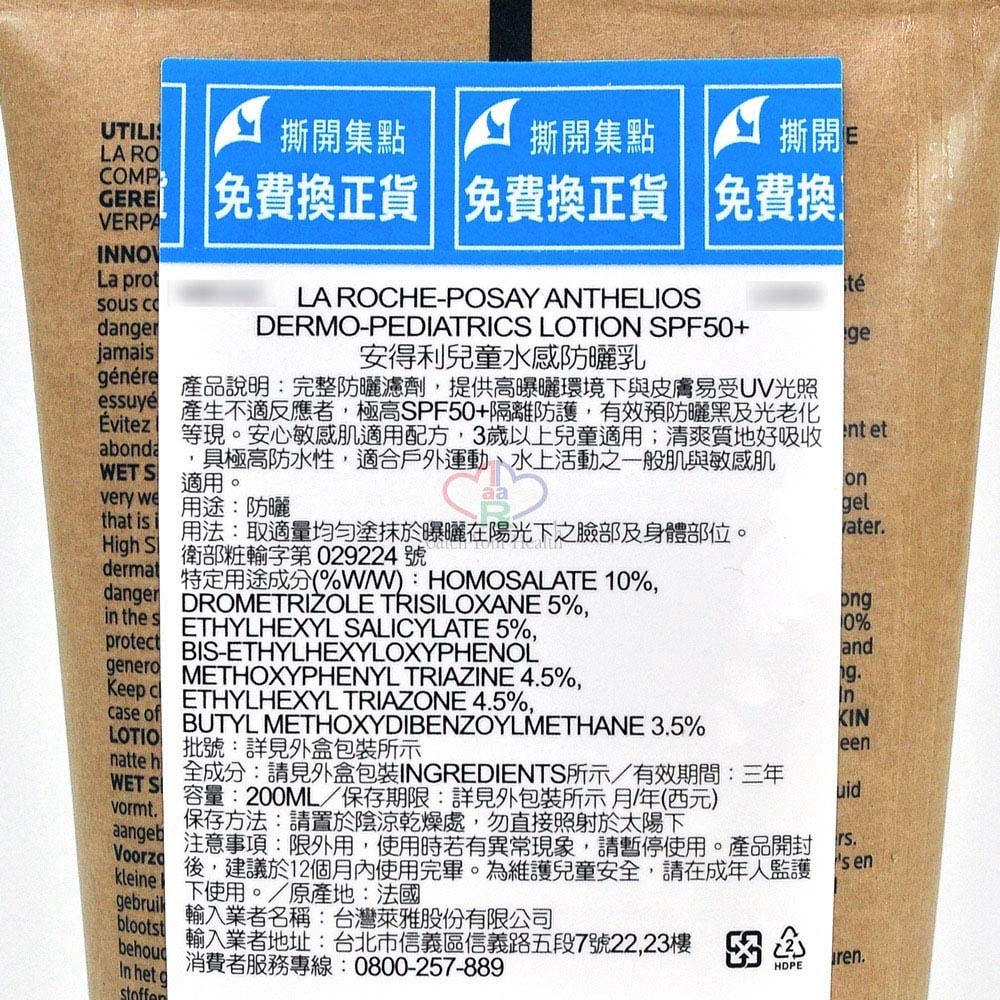 撕開集點 撕開集點 撕開
免費換正貨 免費換正貨 免費換
LA ROCHE-POSAY ANTHELIOS
DERMO-PEDIATRICS LOTION SPF50+
安得利兒童水感防曬乳
產品說明：完整防曬濾劑，提供高曝曬環境下與皮膚易受UV光照
產生不適反應者，極高SPF50+隔離防護，有效預防曬黑及光老化
等現。安心敏感肌適用配方，3歲以上兒童適用；清爽質地好吸收
，具極高防水性，適合戶外運動、水上活動之一般肌與敏感肌
適用。
用途：防曬
用法：取適量均勻塗抹於曝曬在陽光下之臉部及身體部位。
衛部粧輸字第 029224 號
特定用途成分(%W/W)：HOMOSALATE 10%,
DROMETRIZOLE TRISILOXANE 5%,
ETHYLHEXYL SALICYLATE 5%,
BIS-ETHYLHEXYLOXYPHENOL
METHOXYPHENYL TRIAZINE 4.5%,
ETHYLHEXYL TRIAZONE 4.5%,
BUTYL METHOXYDIBENZOYLMETHANE 3.5%
批號：詳見外盒包裝所示
全成分：請見外盒包裝INGREDIENTS所示／有效期間：三年
容量：200ML／保存期限：詳見外包裝所示 月/年(西元)
保存方法：請置於陰涼乾燥處，勿直接照射於太陽下
注意事項：限外用，使用時若有異常現象，請暫停使用。產品開封
後，建議於12個月內使用完畢。為維護兒童安全，請在成年人監護
下使用。／原產地：法國
輸入業者名稱：台灣萊雅股份有限公司
輸入業者地址：台北市信義區信義路五段7號22,23樓
消費者服務專線：0800-257-889
2
HDPE
LA RO
INNOV
La prot
sous co
danger
jamais
génére
essuyé
Évitez
abonda
WET S
very we
that is i
High S
dermat
danger
in the s
protect
genero
Keep c
case of
LOTIO
natte h
WET S
vormt.
aangeb
Voorzo
kleine
gebruik
blootst
behoud
In het g
stoffen
sté
ege
ent et
on
gel
vater.
ong
00%
and
ng.
In
KIN
een
uid
rs.
's en
uren.